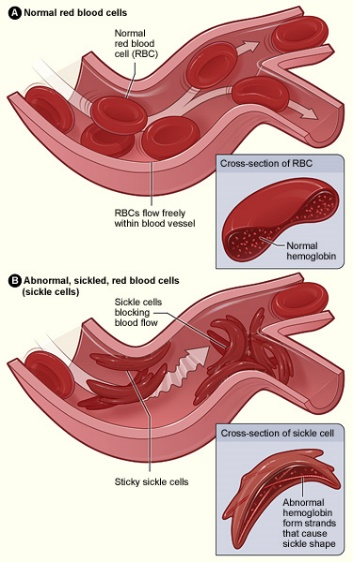 A Normal red blood cells
Normal
red blood
cell (RBC)
RBCs flow freely
within blood vessel
Cross-section of RBC
Normal
hemoglobin
B Abnormal, sickled, red blood cells
(sickle cells)
Sickle cells
blocking
blood flow
Sticky sickle cells
Cross-section of sickle cell
Abnormal
hemoglobin
form strands
that cause
sickle shape